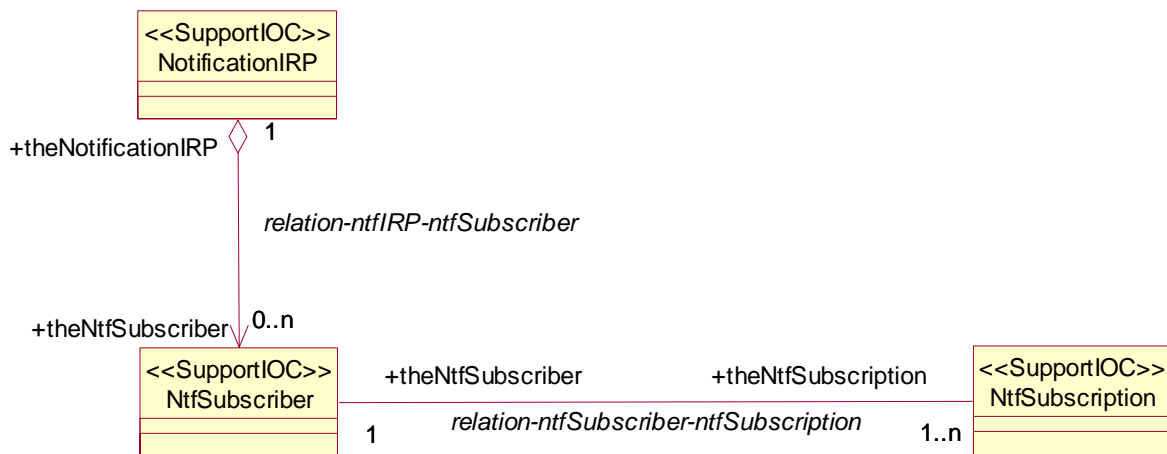 <<SupportIOC>>
NotificationIRP
1
+theNotificationIRP
relation-ntfIRP-ntfSubscriber
+theNtfSubscriber
0..n
<<SupportIOC>>
NtfSubscriber
+theNtfSubscriber
+theNtfSubscription
relation-ntfSubscriber-ntfSubscription
1
1..n
<<SupportIOC>>
NtfSubscription